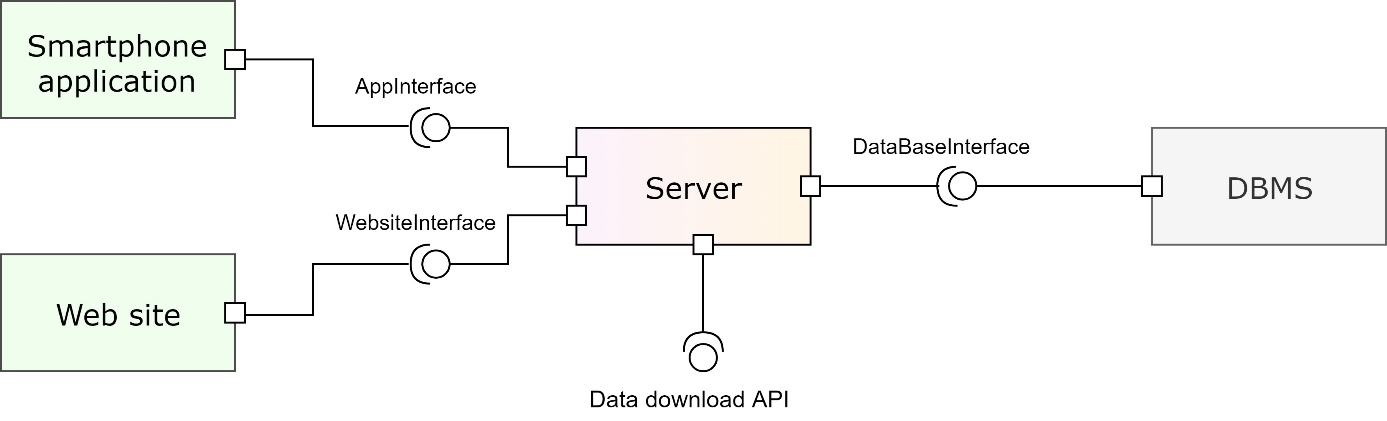 Smartphone
application
AppInterface
WebsiteInterface
Web site
Server
DataBaseInterface
DBMS
Data download API